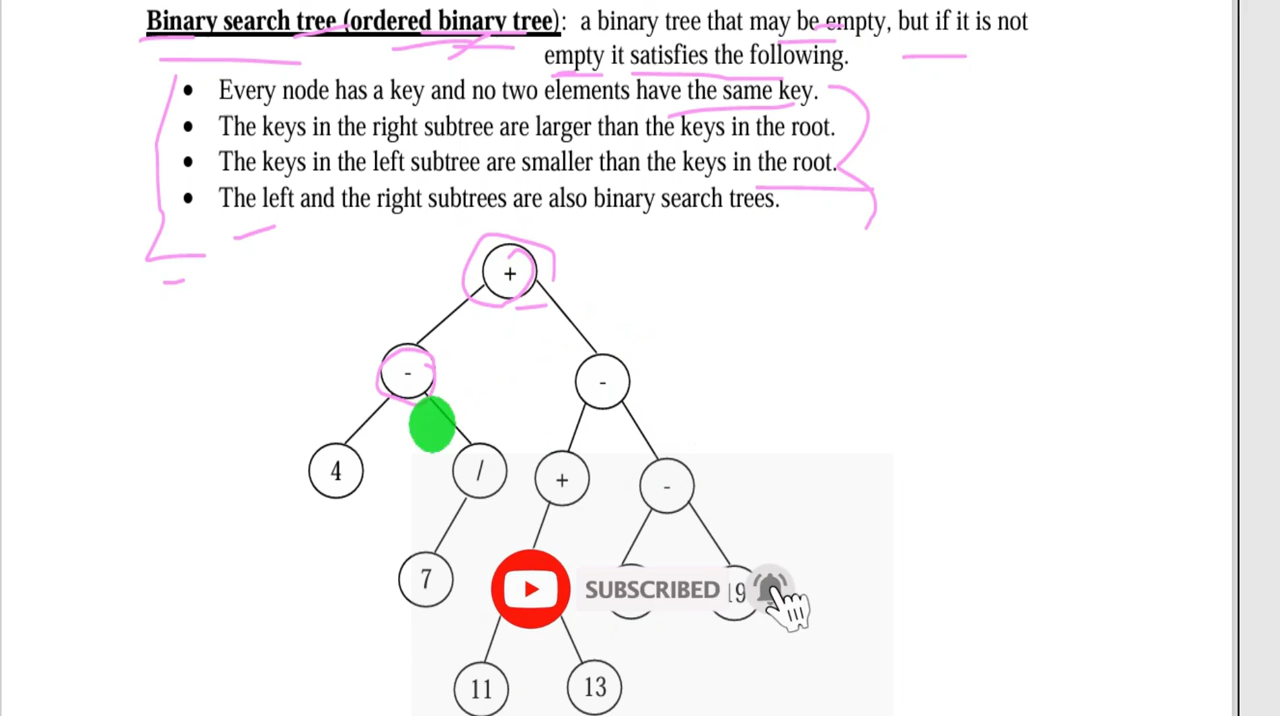 Binary search tree (ordered binary tree): a binary tree that may be empty, but if it is not
empty it satisfies the following.
• Every node has a key and no two elements have the same key.
• The keys in the right subtree are larger than the keys in the root.
• The keys in the left subtree are smaller than the keys in the root.
• The left and the right subtrees are also binary search trees.
+
- -
4 / + -
7 SUBSCRIBED 9
11 13